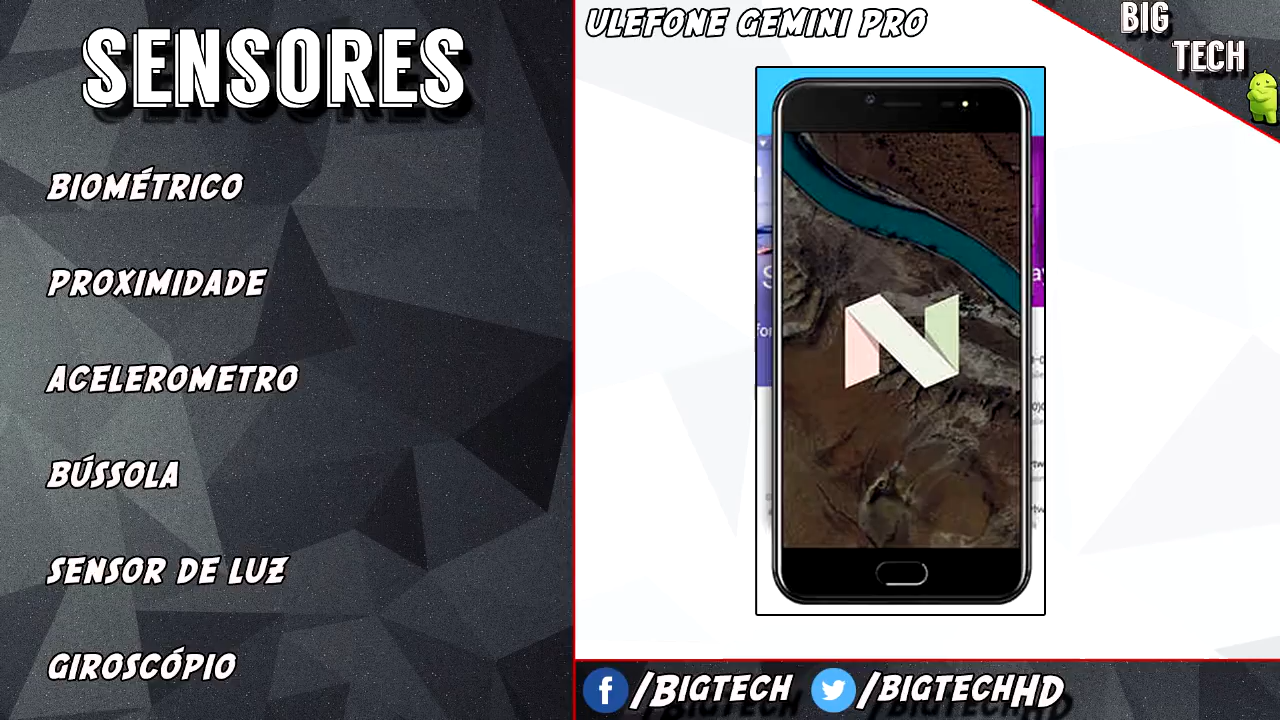 SENSORES
BIOMÉTRICO
PROXIMIDADE
ACELEROMETRO
BÚSSOLA
SENSOR DE LUZ
GIROSCÓPIO
ULEFONE GEMINI PRO
BIG
TECH
N
/BIGTECH
/BIGTECHHD